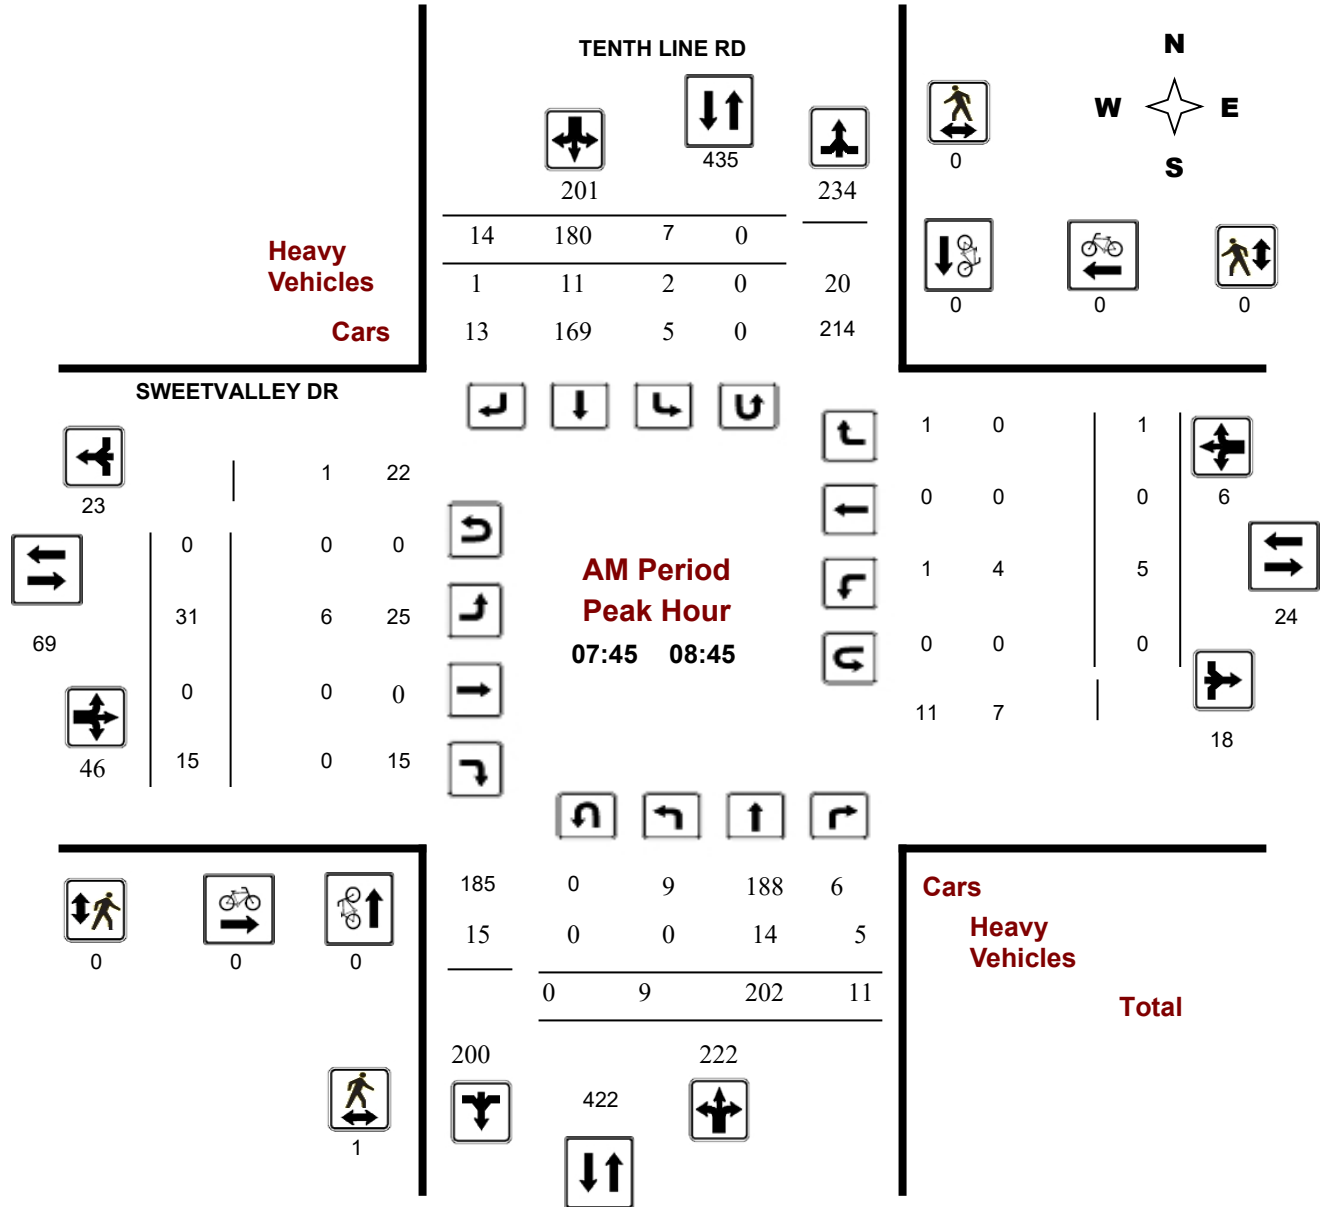 TENTH LINE RD
N
W E
S
435
0
201
234
14 180 7 0
Heavy
Vehicles
1 11 2 0 20
0 0 0
Cars
13 169 5 0 214
SWEETVALLEY DR
1 0 1
1 22
23
0 0 0
6
0 0 0
AM Period
1 4 5
Peak Hour
31 6 25
24
69
07:45 08:45
0 0 0
0 0 0
11 7
18
46
15 0 15
185 0 9 188 6
Cars
15 0 0 14 5
Heavy
Vehicles
0 0 0
0 9 202 11
Total
200 222
422
1